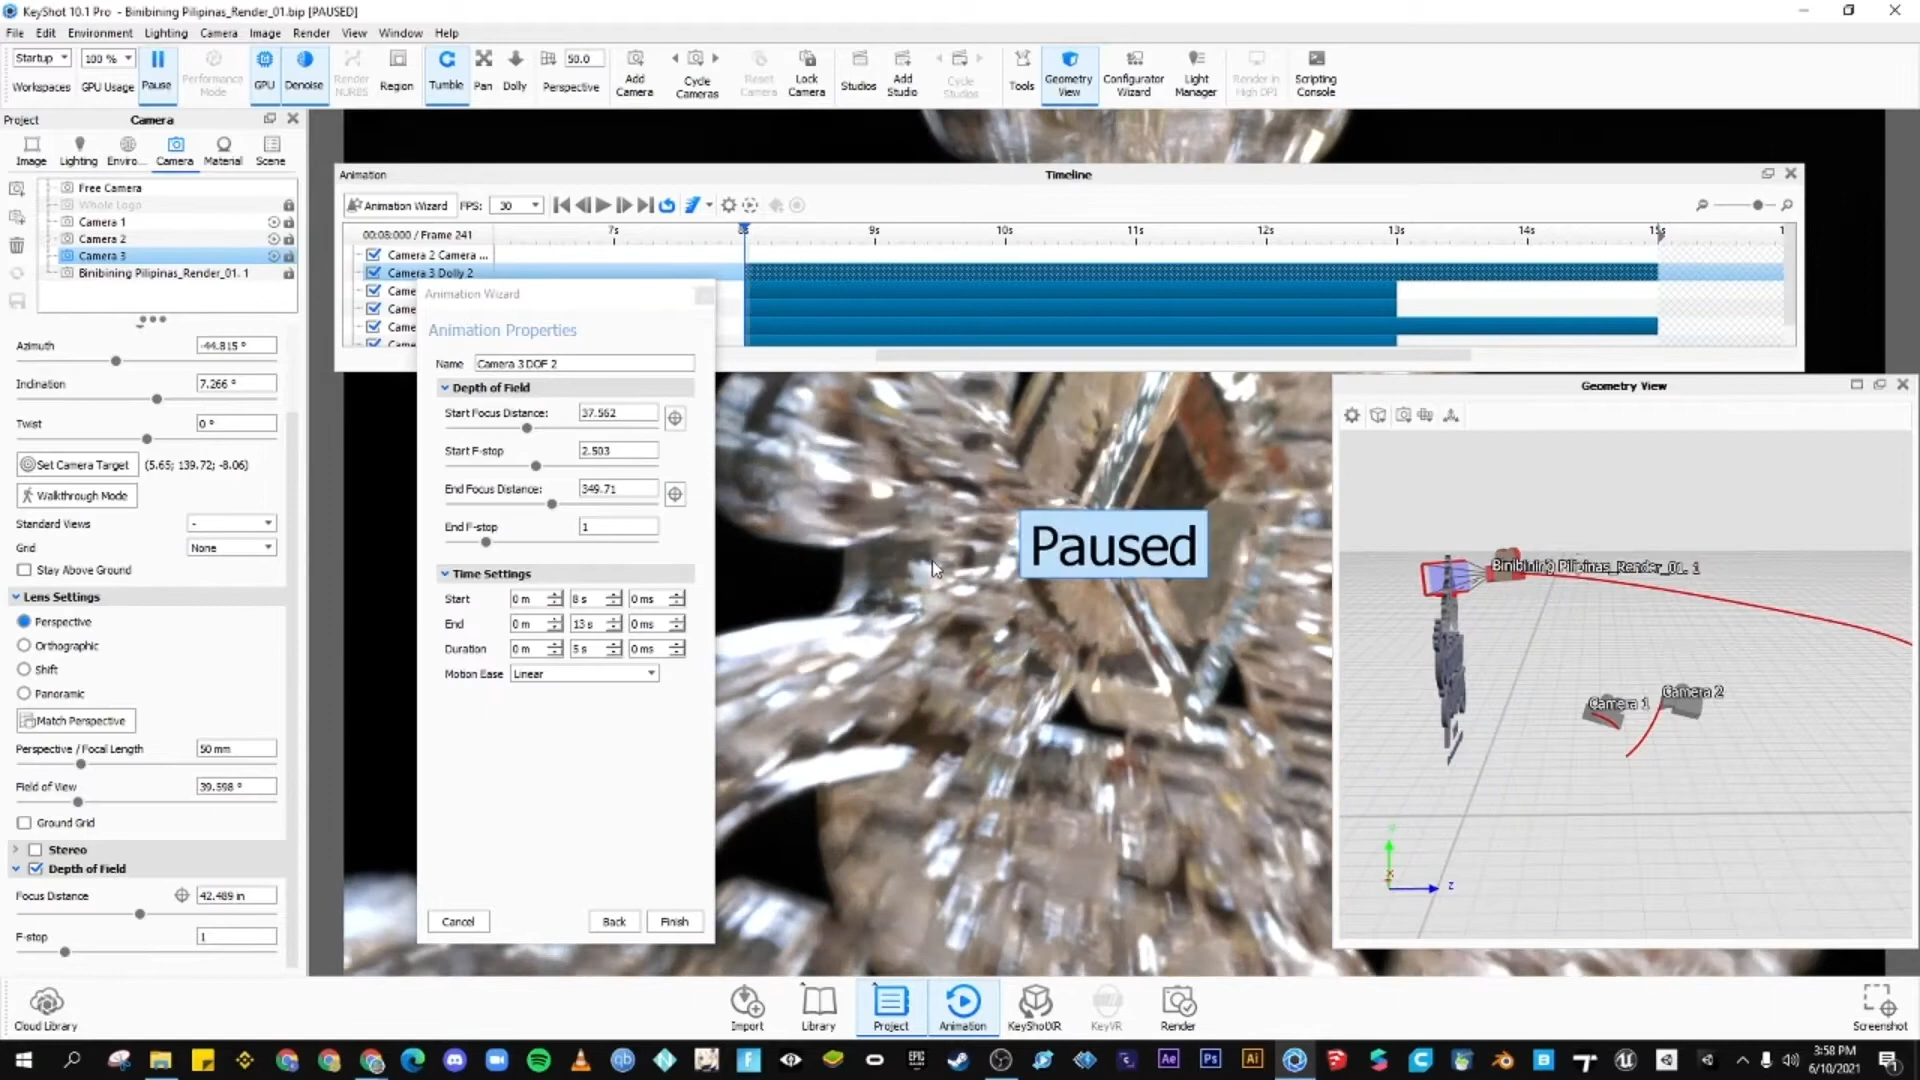 KeyShot 10.1 Pro - Binibining Pilipinas_Render_01.bip [PAUSED]
File Edit Environment Lighting Camera Image Render View Window Help
Startup 100 % 50.0
Workspaces GPU Usage Pause Performance Mode GPU Denoise Render NURBS Region Tumble Pan Dolly Perspective Add Camera Cycle Cameras Reset Camera Lock Camera Studios Add Studio Cycle Studios Tools Geometry View Configurator Wizard Light Manager Render in High DPI Scripting Console
Project Camera
Image Lighting Enviro... Camera Material Scene
Free Camera
Whole Logo
Camera 1
Camera 2
Camera 3
Binibining Pilipinas_Render_01. 1
Azimuth -44.815 °
Inclination 7.266 °
Twist 0 °
Set Camera Target (5.65; 139.72; -8.06)
Walkthrough Mode
Standard Views -
Grid None
Stay Above Ground
Lens Settings
Perspective
Orthographic
Shift
Panoramic
Match Perspective
Perspective / Focal Length 50 mm
Field of View 39.598 °
Ground Grid
Stereo
Depth of Field
Focus Distance 42.489 in
F-stop 1
Animation Timeline
Animation Wizard FPS: 30
00:08:000 / Frame 241 7s 8s 9s 10s 11s 12s 13s 14s 15s 1
Camera 2 Camera ...
Camera 3 Dolly 2
Came
Came
Came
Animation Wizard
Animation Properties
Name Camera 3 DOF 2
Depth of Field
Start Focus Distance: 37.562
Start F-stop 2.503
End Focus Distance: 349.71
End F-stop 1
Time Settings
Start 0 m 8 s 0 ms
End 0 m 13 s 0 ms
Duration 0 m 5 s 0 ms
Motion Ease Linear
Cancel Back Finish
Paused
Geometry View
Binibining Pilipinas_Render_01. 1
Camera 1 Camera 2
z
Cloud Library Import Library Project Animation KeyShotXR KeyVR Render Screenshot
EPIC GAMES Ae Ps Ai
3:58 PM
6/10/2021